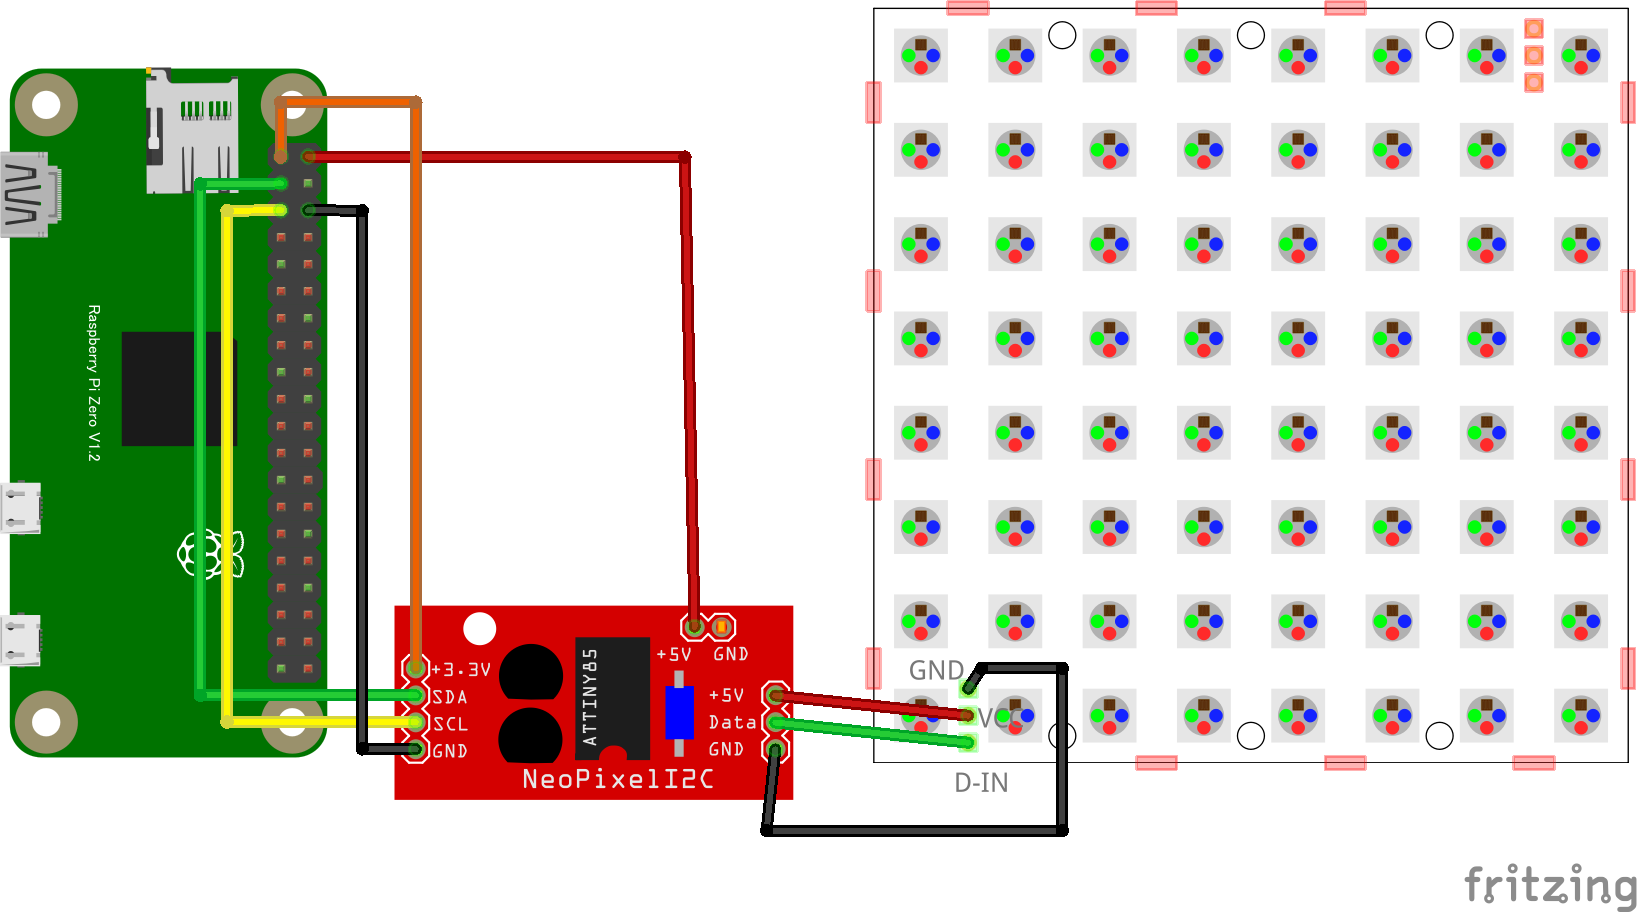 Raspberry Pi Zero V1.2
+3.3V
SDA
SCL
GND
ATTINY85
+5V
GND
+5V
Data
GND
NeoPixelI2C
GND
VCC
D-IN
fritzing